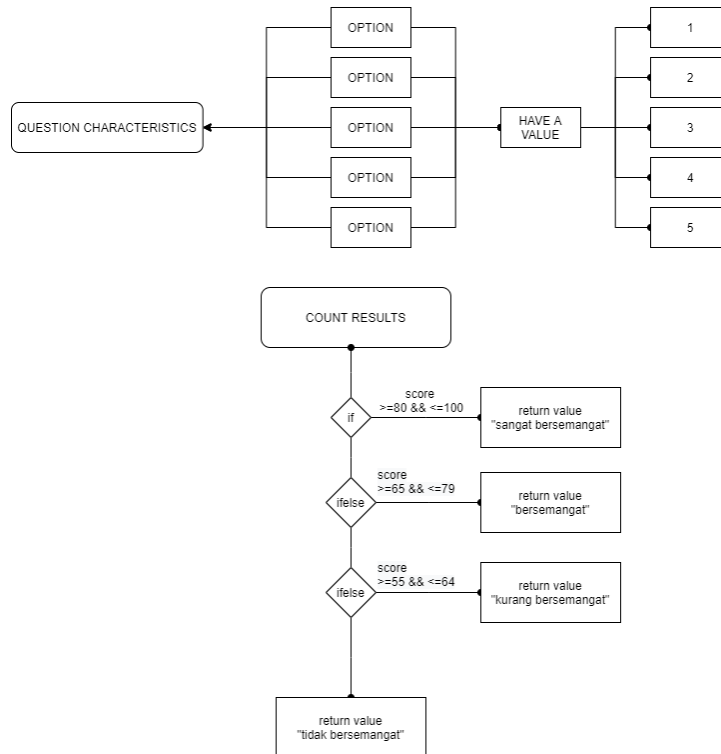 OPTION
1
OPTION
2
QUESTION CHARACTERISTICS
OPTION
HAVE A
VALUE
3
OPTION
4
OPTION
5
COUNT RESULTS
if
score
>=80 && <=100
return value
"sangat bersemangat"
ifelse
score
>=65 && <=79
return value
"bersemangat"
ifelse
score
>=55 && <=64
return value
"kurang bersemangat"
return value
"tidak bersemangat"